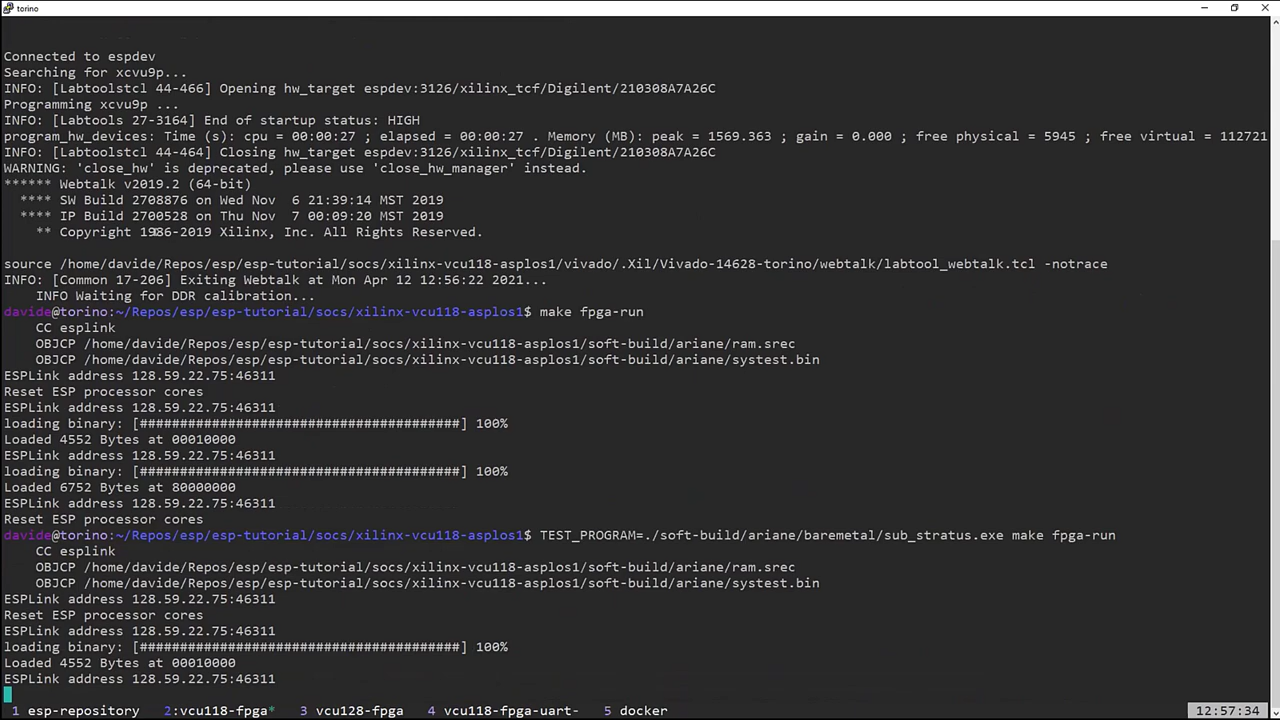 torino
Connected to espdev
Searching for xcvu9p...
INFO: [Labtoolstcl 44-466] Opening hw_target espdev:3126/xilinx_tcf/Digilent/210308A7A26C
Programming xcvu9p ...
INFO: [Labtools 27-3164] End of startup status: HIGH
program_hw_devices: Time (s): cpu = 00:00:27 ; elapsed = 00:00:27 . Memory (MB): peak = 1569.363 ; gain = 0.000 ; free physical = 5945 ; free virtual = 112721
INFO: [Labtoolstcl 44-464] Closing hw_target espdev:3126/xilinx_tcf/Digilent/210308A7A26C
WARNING: 'close_hw' is deprecated, please use 'close_hw_manager' instead.
****** Webtalk v2019.2 (64-bit)
**** SW Build 2708876 on Wed Nov  6 21:39:14 MST 2019
**** IP Build 2700528 on Thu Nov  7 00:09:20 MST 2019
** Copyright 1986-2019 Xilinx, Inc. All Rights Reserved.
source /home/davide/Repos/esp/esp-tutorial/socs/xilinx-vcu118-asplos1/vivado/.Xil/Vivado-14628-torino/webtalk/labtool_webtalk.tcl -notrace
INFO: [Common 17-206] Exiting Webtalk at Mon Apr 12 12:56:22 2021...
INFO Waiting for DDR calibration...
davide@torino:~/Repos/esp/esp-tutorial/socs/xilinx-vcu118-asplos1$ make fpga-run
CC esplink
OBJCP /home/davide/Repos/esp/esp-tutorial/socs/xilinx-vcu118-asplos1/soft-build/ariane/ram.srec
OBJCP /home/davide/Repos/esp/esp-tutorial/socs/xilinx-vcu118-asplos1/soft-build/ariane/systest.bin
ESPLink address 128.59.22.75:46311
Reset ESP processor cores
ESPLink address 128.59.22.75:46311
loading binary: [########################################] 100%
Loaded 4552 Bytes at 00010000
ESPLink address 128.59.22.75:46311
loading binary: [########################################] 100%
Loaded 6752 Bytes at 80000000
ESPLink address 128.59.22.75:46311
Reset ESP processor cores
davide@torino:~/Repos/esp/esp-tutorial/socs/xilinx-vcu118-asplos1$ TEST_PROGRAM=./soft-build/ariane/baremetal/sub_stratus.exe make fpga-run
CC esplink
OBJCP /home/davide/Repos/esp/esp-tutorial/socs/xilinx-vcu118-asplos1/soft-build/ariane/ram.srec
OBJCP /home/davide/Repos/esp/esp-tutorial/socs/xilinx-vcu118-asplos1/soft-build/ariane/systest.bin
ESPLink address 128.59.22.75:46311
Reset ESP processor cores
ESPLink address 128.59.22.75:46311
loading binary: [########################################] 100%
Loaded 4552 Bytes at 00010000
ESPLink address 128.59.22.75:46311
1 esp-repository 2:vcu118-fpga* 3 vcu128-fpga 4 vcu118-fpga-uart- 5 docker 12:57:34